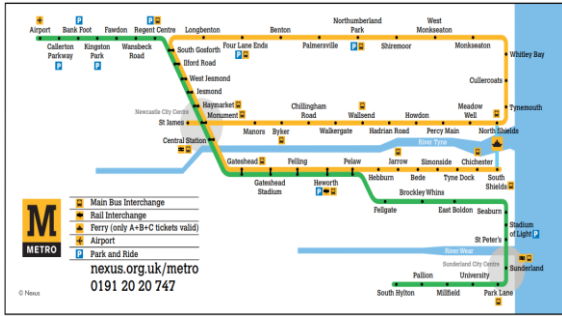 Airport
Callerton
Parkway
P
Bank Foot
P
Kingston
Park
P
Fawdon
Wansbeck
Road
Regent Centre
P
Longbenton
South Gosforth
Ilford Road
West Jesmond
Jesmond
Haymarket
Newcastle City Centre
Monument
St James
Central Station
Four Lane Ends
P
Benton
Palmersville
Northumberland
Park
P
Shiremoor
West
Monkseaton
Monkseaton
Whitley Bay
Cullercoats
Tynemouth
North Shields
Meadow
Well
Percy Main
Howdon
Hadrian Road
Wallsend
Walkergate
Chillingham
Road
Byker
Manors
River Tyne
Gateshead
Gateshead
Stadium
Felling
Heworth
P
Pelaw
Hebburn
Jarrow
Bede
Simonside
Tyne Dock
Chichester
South
Shields
Fellgate
Brockley Whins
East Boldon
Seaburn
Stadium
of Light P
St Peter's
River Wear
Sunderland City Centre
Sunderland
Park Lane
University
Millfield
Pallion
South Hylton
M
METRO
Main Bus Interchange
Rail Interchange
Ferry (only A+B+C tickets valid)
Airport
P Park and Ride
nexus.org.uk/metro
0191 20 20 747
© Nexus